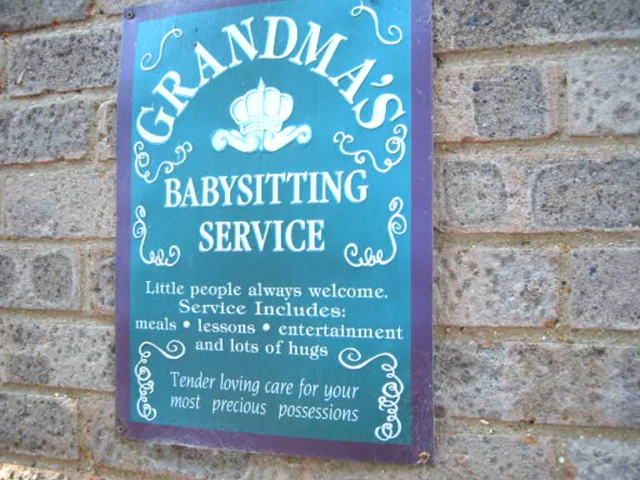 GRANDMA'S
BABYSITTING
SERVICE
Little people always welcome.
Service Includes:
meals • lessons • entertainment
and lots of hugs
Tender loving care for your
most precious possessions